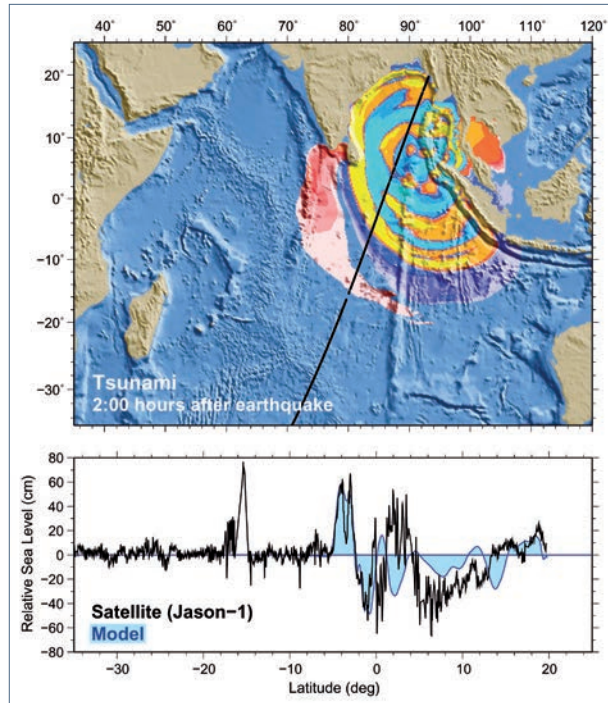 40° 50° 60° 70° 80° 90° 100° 110° 120°
20°
10°
0°
−10°
−20°
−30°
Tsunami
2:00 hours after earthquake
80
60
40
20
0
−20
−40
−60
−80
Relative Sea Level (cm)
Satellite (Jason−1)
Model
−30 −20 −10 0 10 20
Latitude (deg)